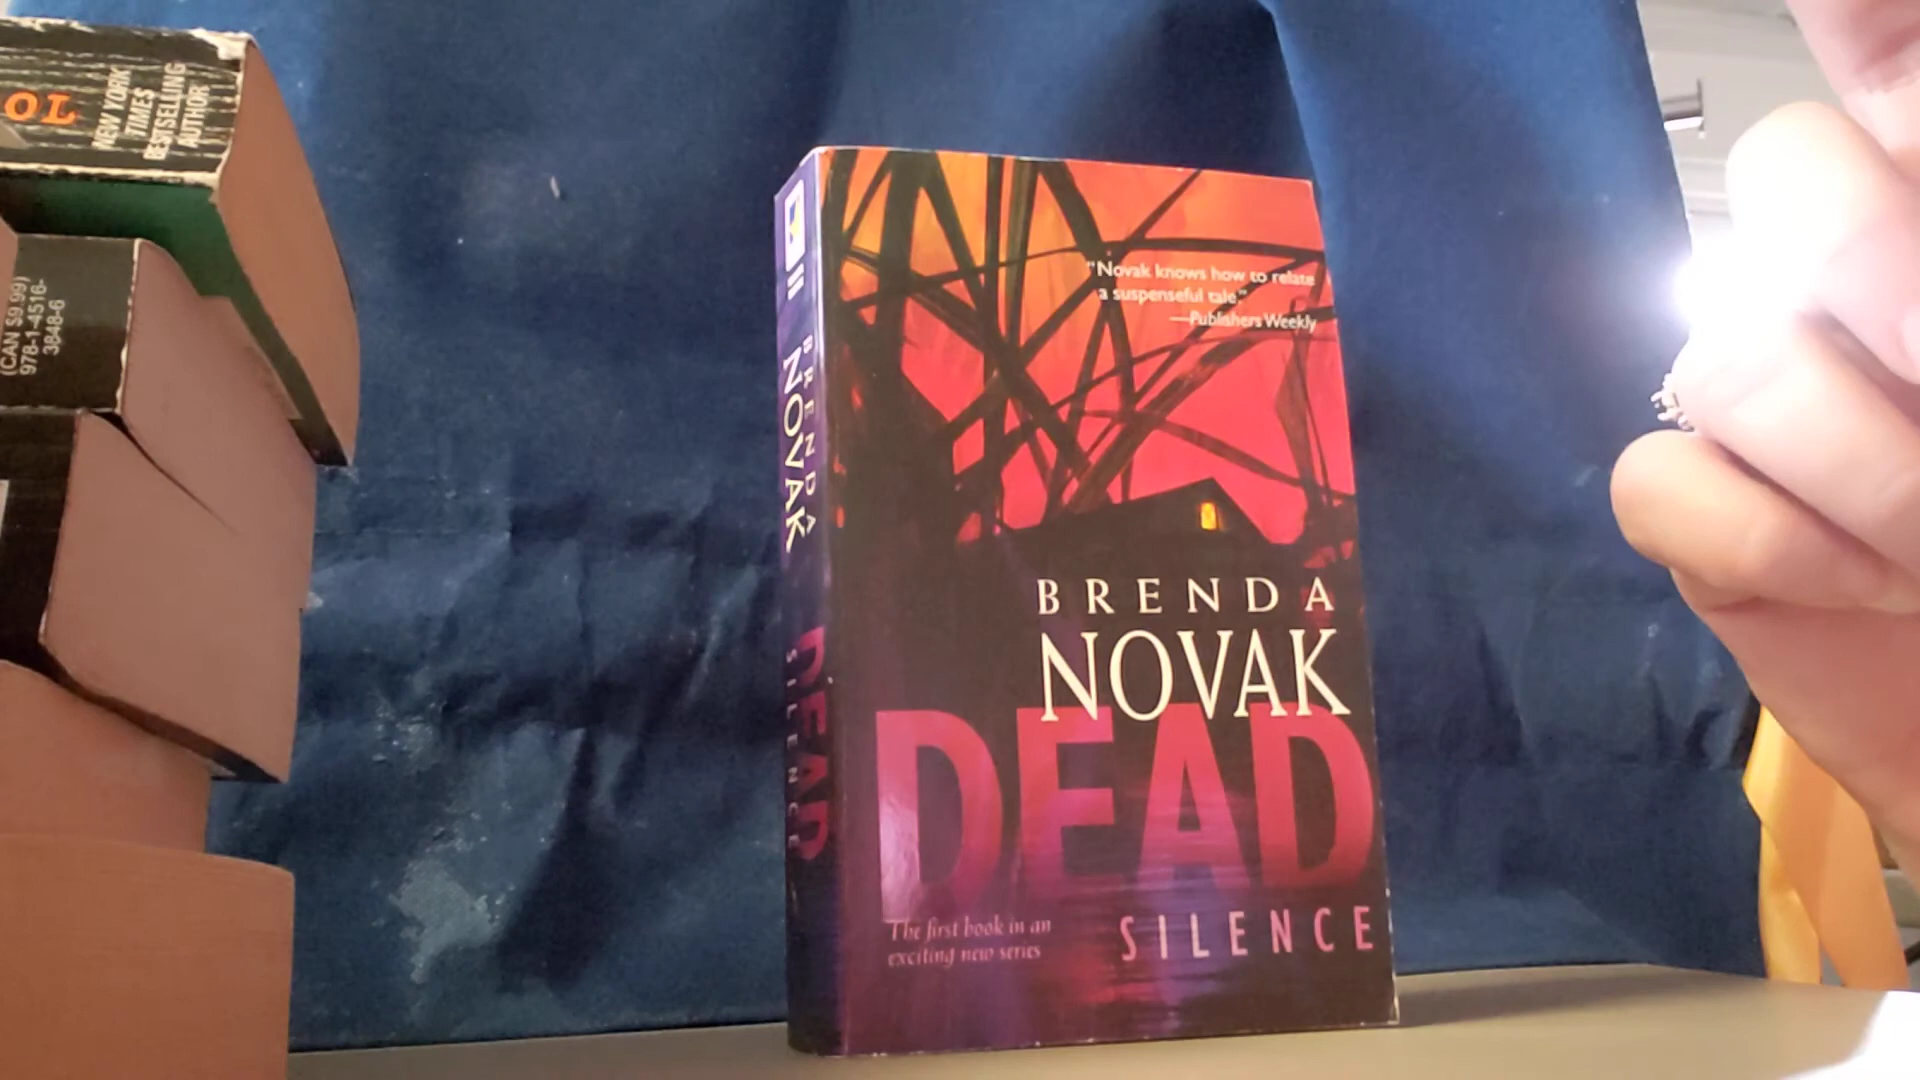 OL
NEW YORK
TIMES
BESTSELLING
AUTHOR
(CAN $9.99)
978-1-4516-
3848-6
BRENDA
NOVAK
DEAD
SILENCE
"Novak knows how to relate
a suspenseful tale."
—Publishers Weekly
BRENDA
NOVAK
DEAD
SILENCE
The first book in an
exciting new series